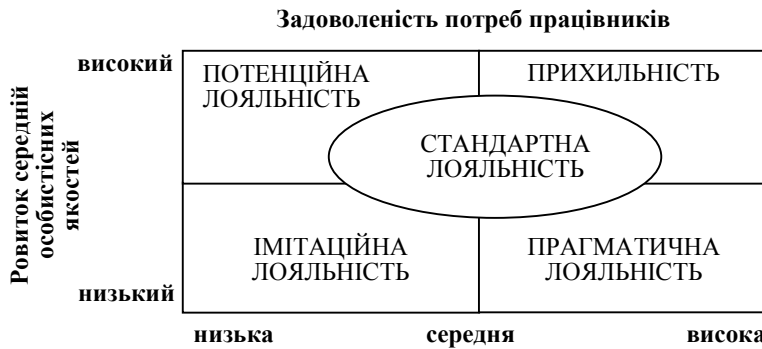 Задоволеність потреб працівників
високий
ПОТЕНЦІЙНА
ЛОЯЛЬНІСТЬ
ПРИХИЛЬНІСТЬ
СТАНДАРТНА
ЛОЯЛЬНІСТЬ
Ровиток середній
особистісних
якостей
ІМІТАЦІЙНА
ЛОЯЛЬНІСТЬ
ПРАГМАТИЧНА
ЛОЯЛЬНІСТЬ
низький
низька середня висока